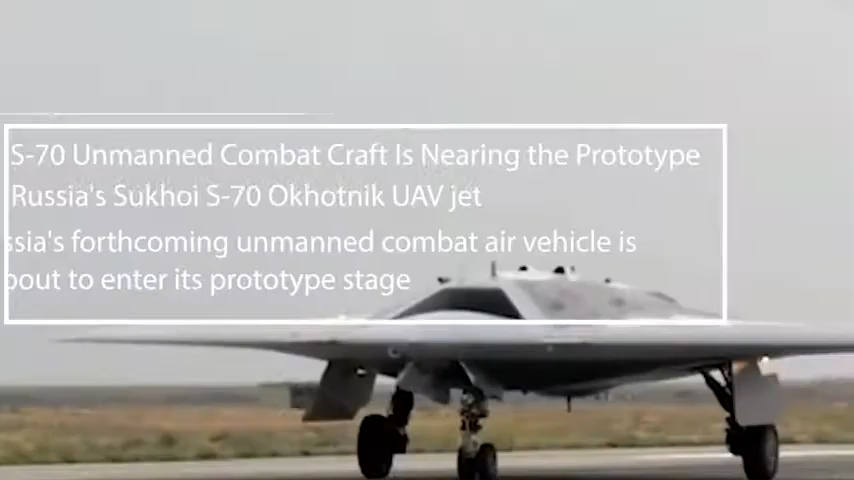 S-70 Unmanned Combat Craft Is Nearing the Prototype
Russia's Sukhoi S-70 Okhotnik UAV jet
ssia's forthcoming unmanned combat air vehicle is
bout to enter its prototype stage